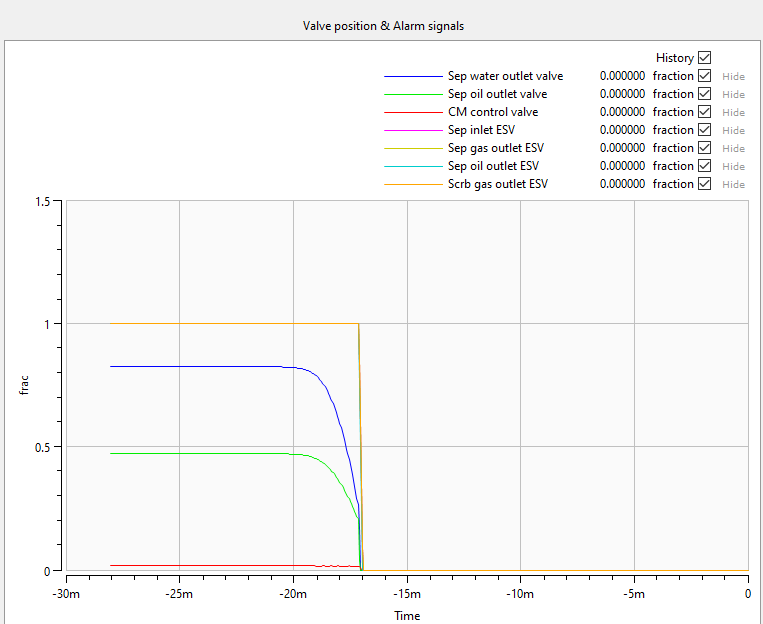 Valve position & Alarm signals
History
Sep water outlet valve 0.000000 fraction Hide
Sep oil outlet valve 0.000000 fraction Hide
CM control valve 0.000000 fraction Hide
Sep inlet ESV 0.000000 fraction Hide
Sep gas outlet ESV 0.000000 fraction Hide
Sep oil outlet ESV 0.000000 fraction Hide
Scrb gas outlet ESV 0.000000 fraction Hide
1.5
1
frac
0.5
0
-30m -25m -20m -15m -10m -5m 0
Time